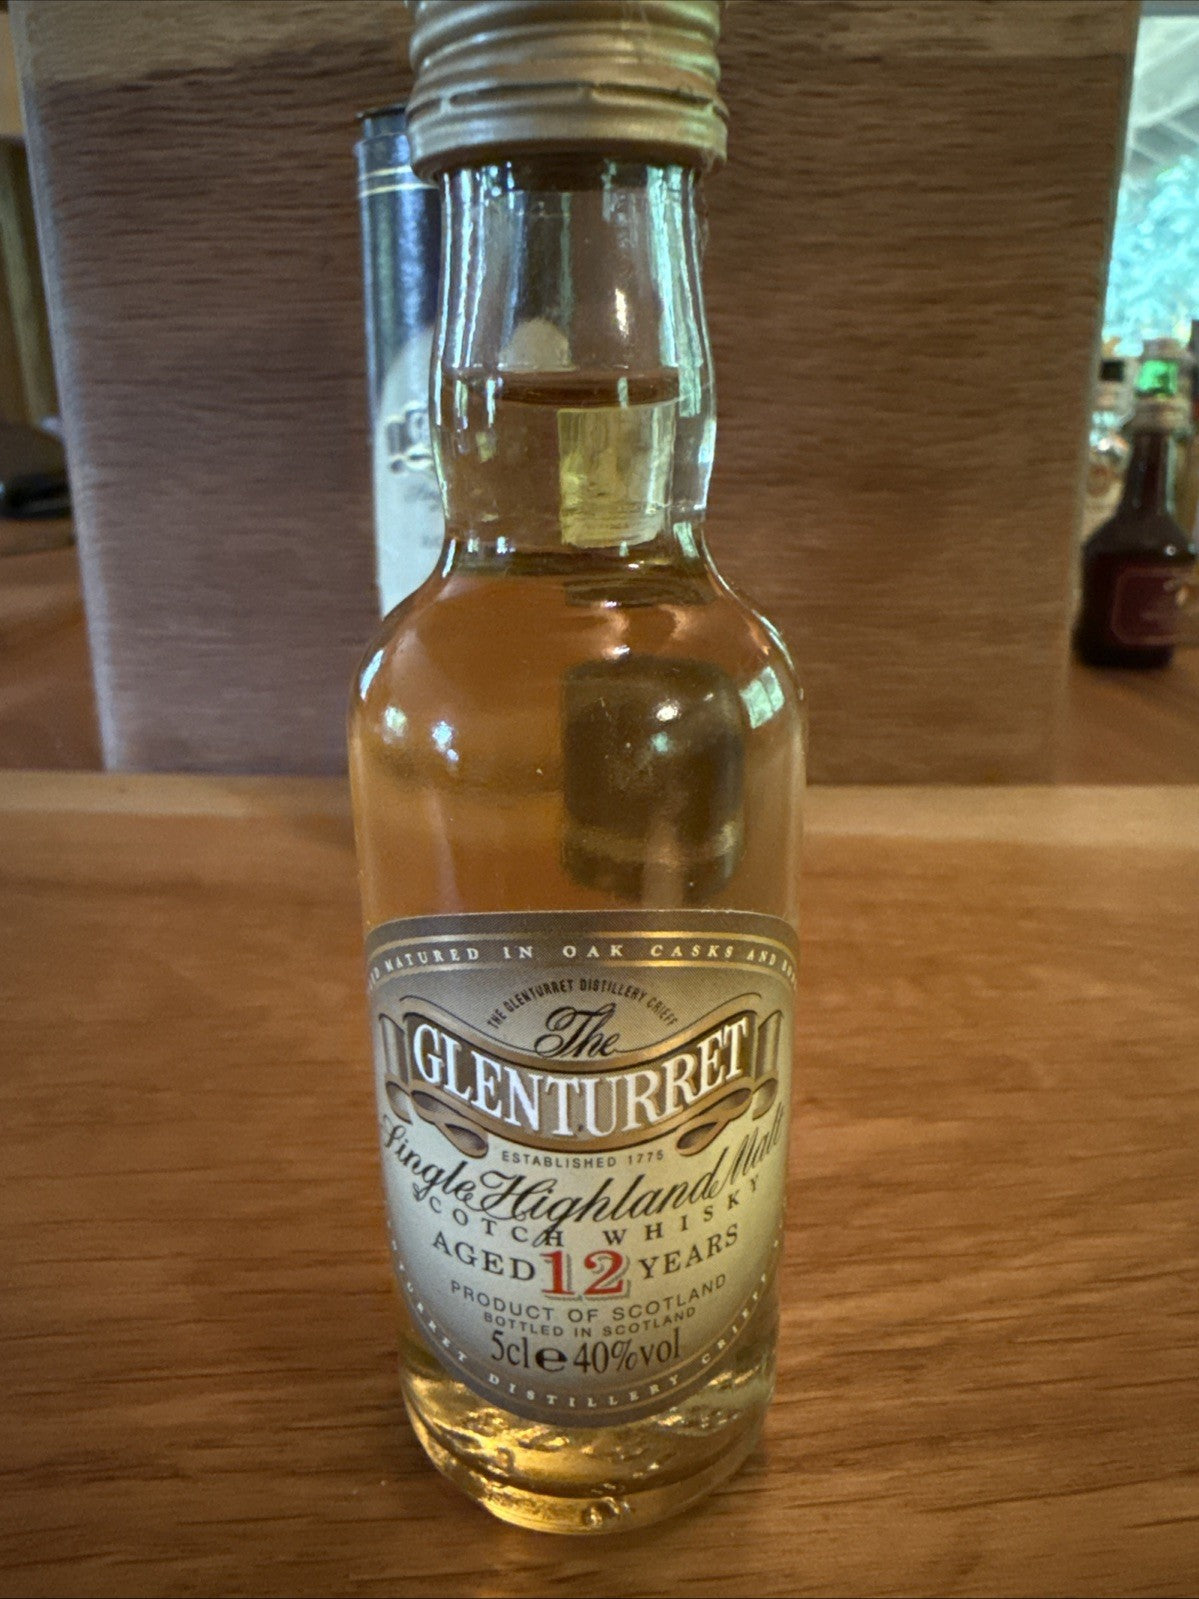 MATURED IN OAK CASKS AND
THE GLENTURRET DISTILLERY CRIEFF
The
GLENTURRET
ESTABLISHED 1775
Single Highland Malt
SCOTCH WHISKY
AGED 12 YEARS
PRODUCT OF SCOTLAND
BOTTLED IN SCOTLAND
5cl e 40%vol
DISTILLERY